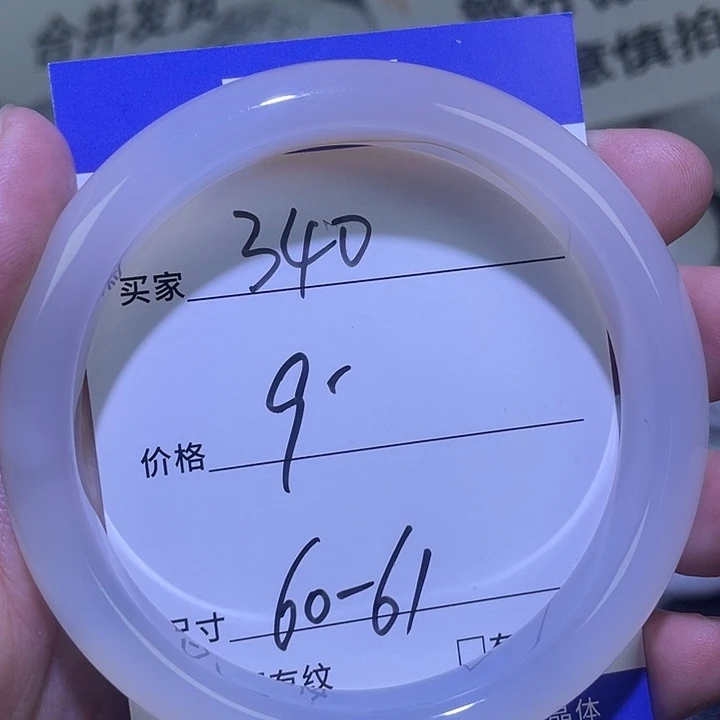 合并发货
意慎拍
买家 340
价格 9
尺寸 60-61
有纹
晶体